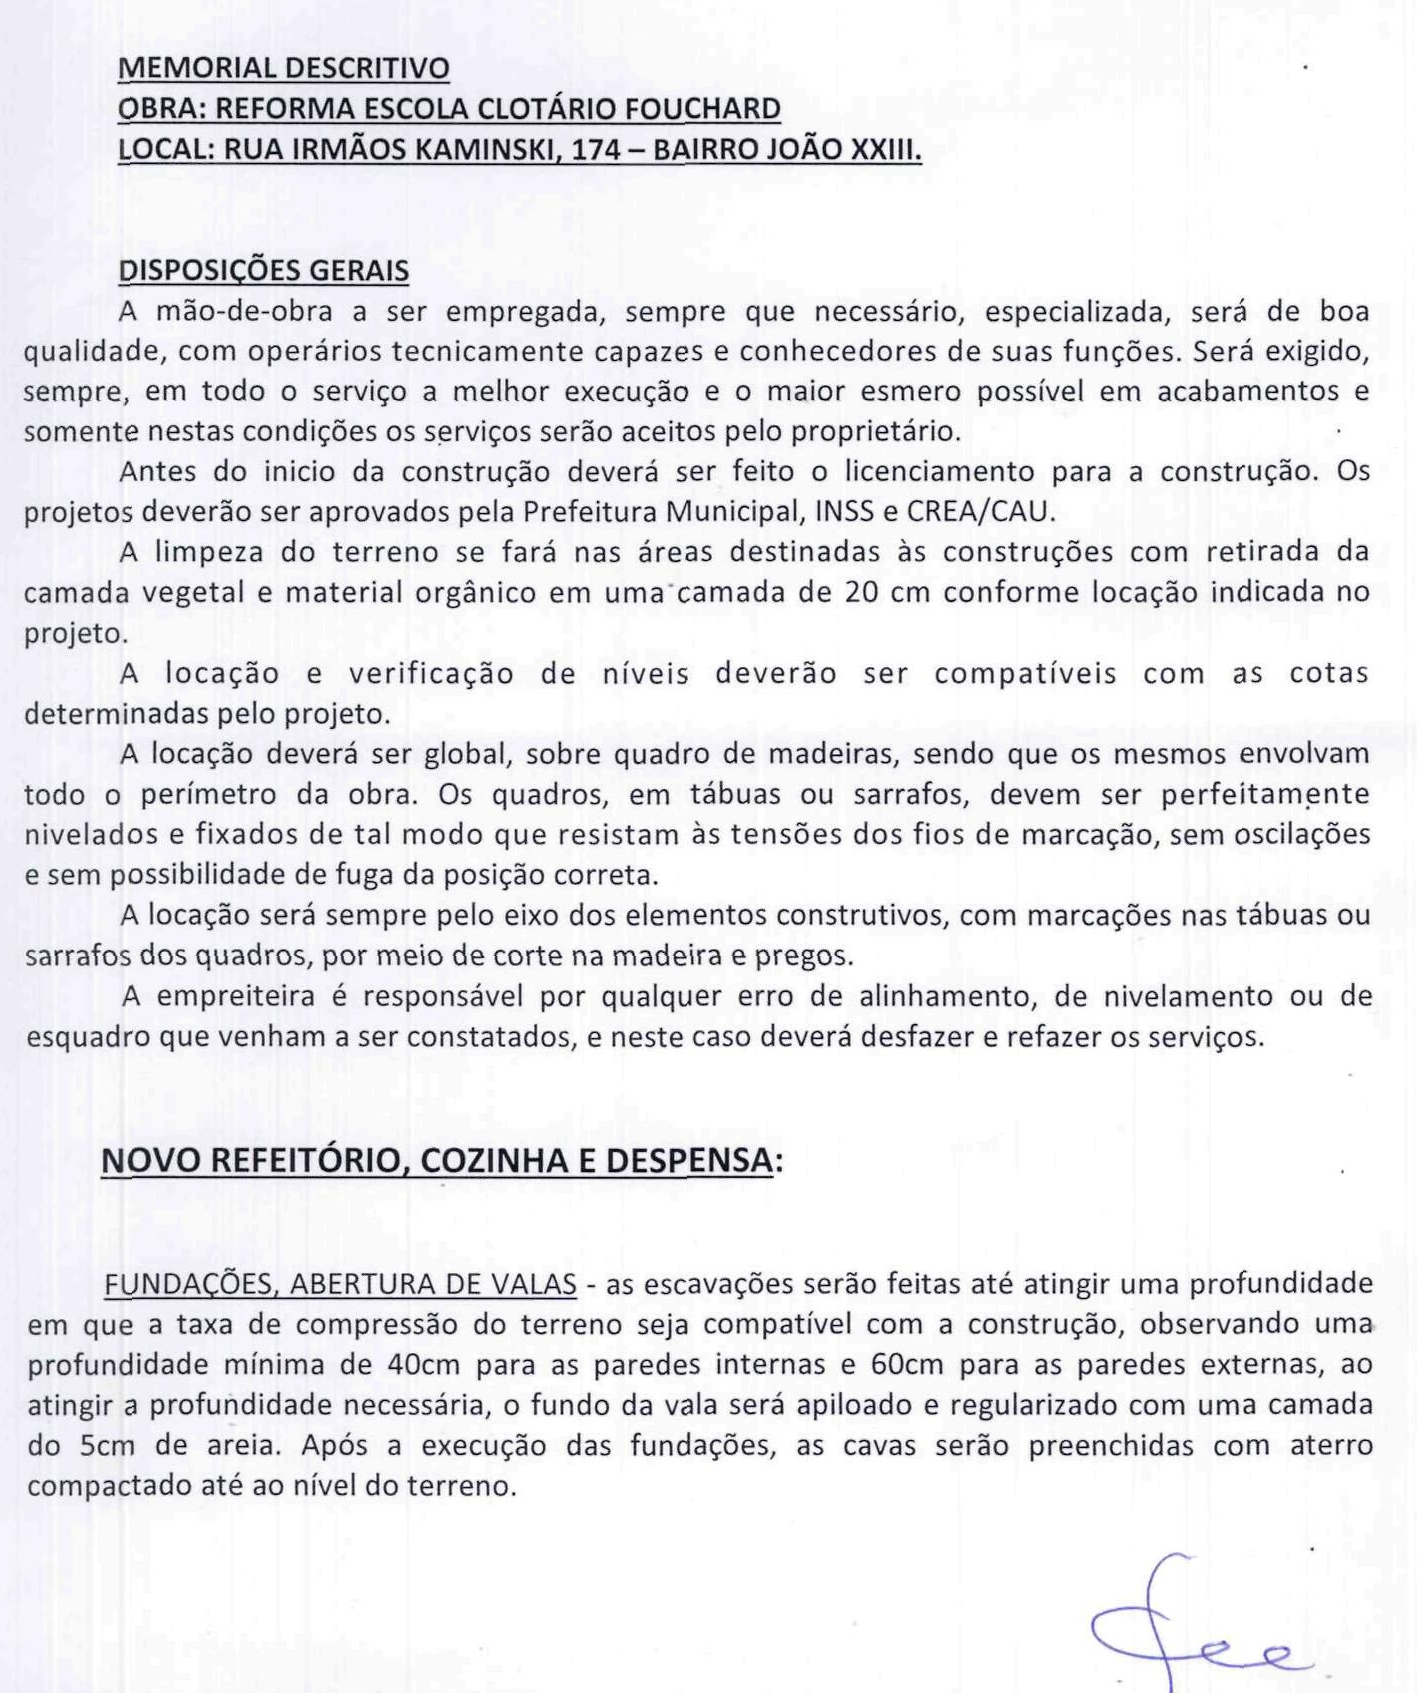 MEMORIAL DESCRITIVO
OBRA: REFORMA ESCOLA CLOTÁRIO FOUCHARD
LOCAL: RUA IRMÃOS KAMINSKI, 174 – BAIRRO JOÃO XXIII.
DISPOSIÇÕES GERAIS
A mão-de-obra a ser empregada, sempre que necessário, especializada, será de boa
qualidade, com operários tecnicamente capazes e conhecedores de suas funções. Será exigido,
sempre, em todo o serviço a melhor execução e o maior esmero possível em acabamentos e
somente nestas condições os serviços serão aceitos pelo proprietário.
Antes do inicio da construção deverá ser feito o licenciamento para a construção. Os
projetos deverão ser aprovados pela Prefeitura Municipal, INSS e CREA/CAU.
A limpeza do terreno se fará nas áreas destinadas às construções com retirada da
camada vegetal e material orgânico em uma camada de 20 cm conforme locação indicada no
projeto.
A locação e verificação de níveis deverão ser compatíveis com as cotas
determinadas pelo projeto.
A locação deverá ser global, sobre quadro de madeiras, sendo que os mesmos envolvam
todo o perímetro da obra. Os quadros, em tábuas ou sarrafos, devem ser perfeitamente
nivelados e fixados de tal modo que resistam às tensões dos fios de marcação, sem oscilações
e sem possibilidade de fuga da posição correta.
A locação será sempre pelo eixo dos elementos construtivos, com marcações nas tábuas ou
sarrafos dos quadros, por meio de corte na madeira e pregos.
A empreiteira é responsável por qualquer erro de alinhamento, de nivelamento ou de
esquadro que venham a ser constatados, e neste caso deverá desfazer e refazer os serviços.
NOVO REFEITÓRIO, COZINHA E DESPENSA:
FUNDAÇÕES, ABERTURA DE VALAS - as escavações serão feitas até atingir uma profundidade
em que a taxa de compressão do terreno seja compatível com a construção, observando uma
profundidade mínima de 40cm para as paredes internas e 60cm para as paredes externas, ao
atingir a profundidade necessária, o fundo da vala será apiloado e regularizado com uma camada
do 5cm de areia. Após a execução das fundações, as cavas serão preenchidas com aterro
compactado até ao nível do terreno.